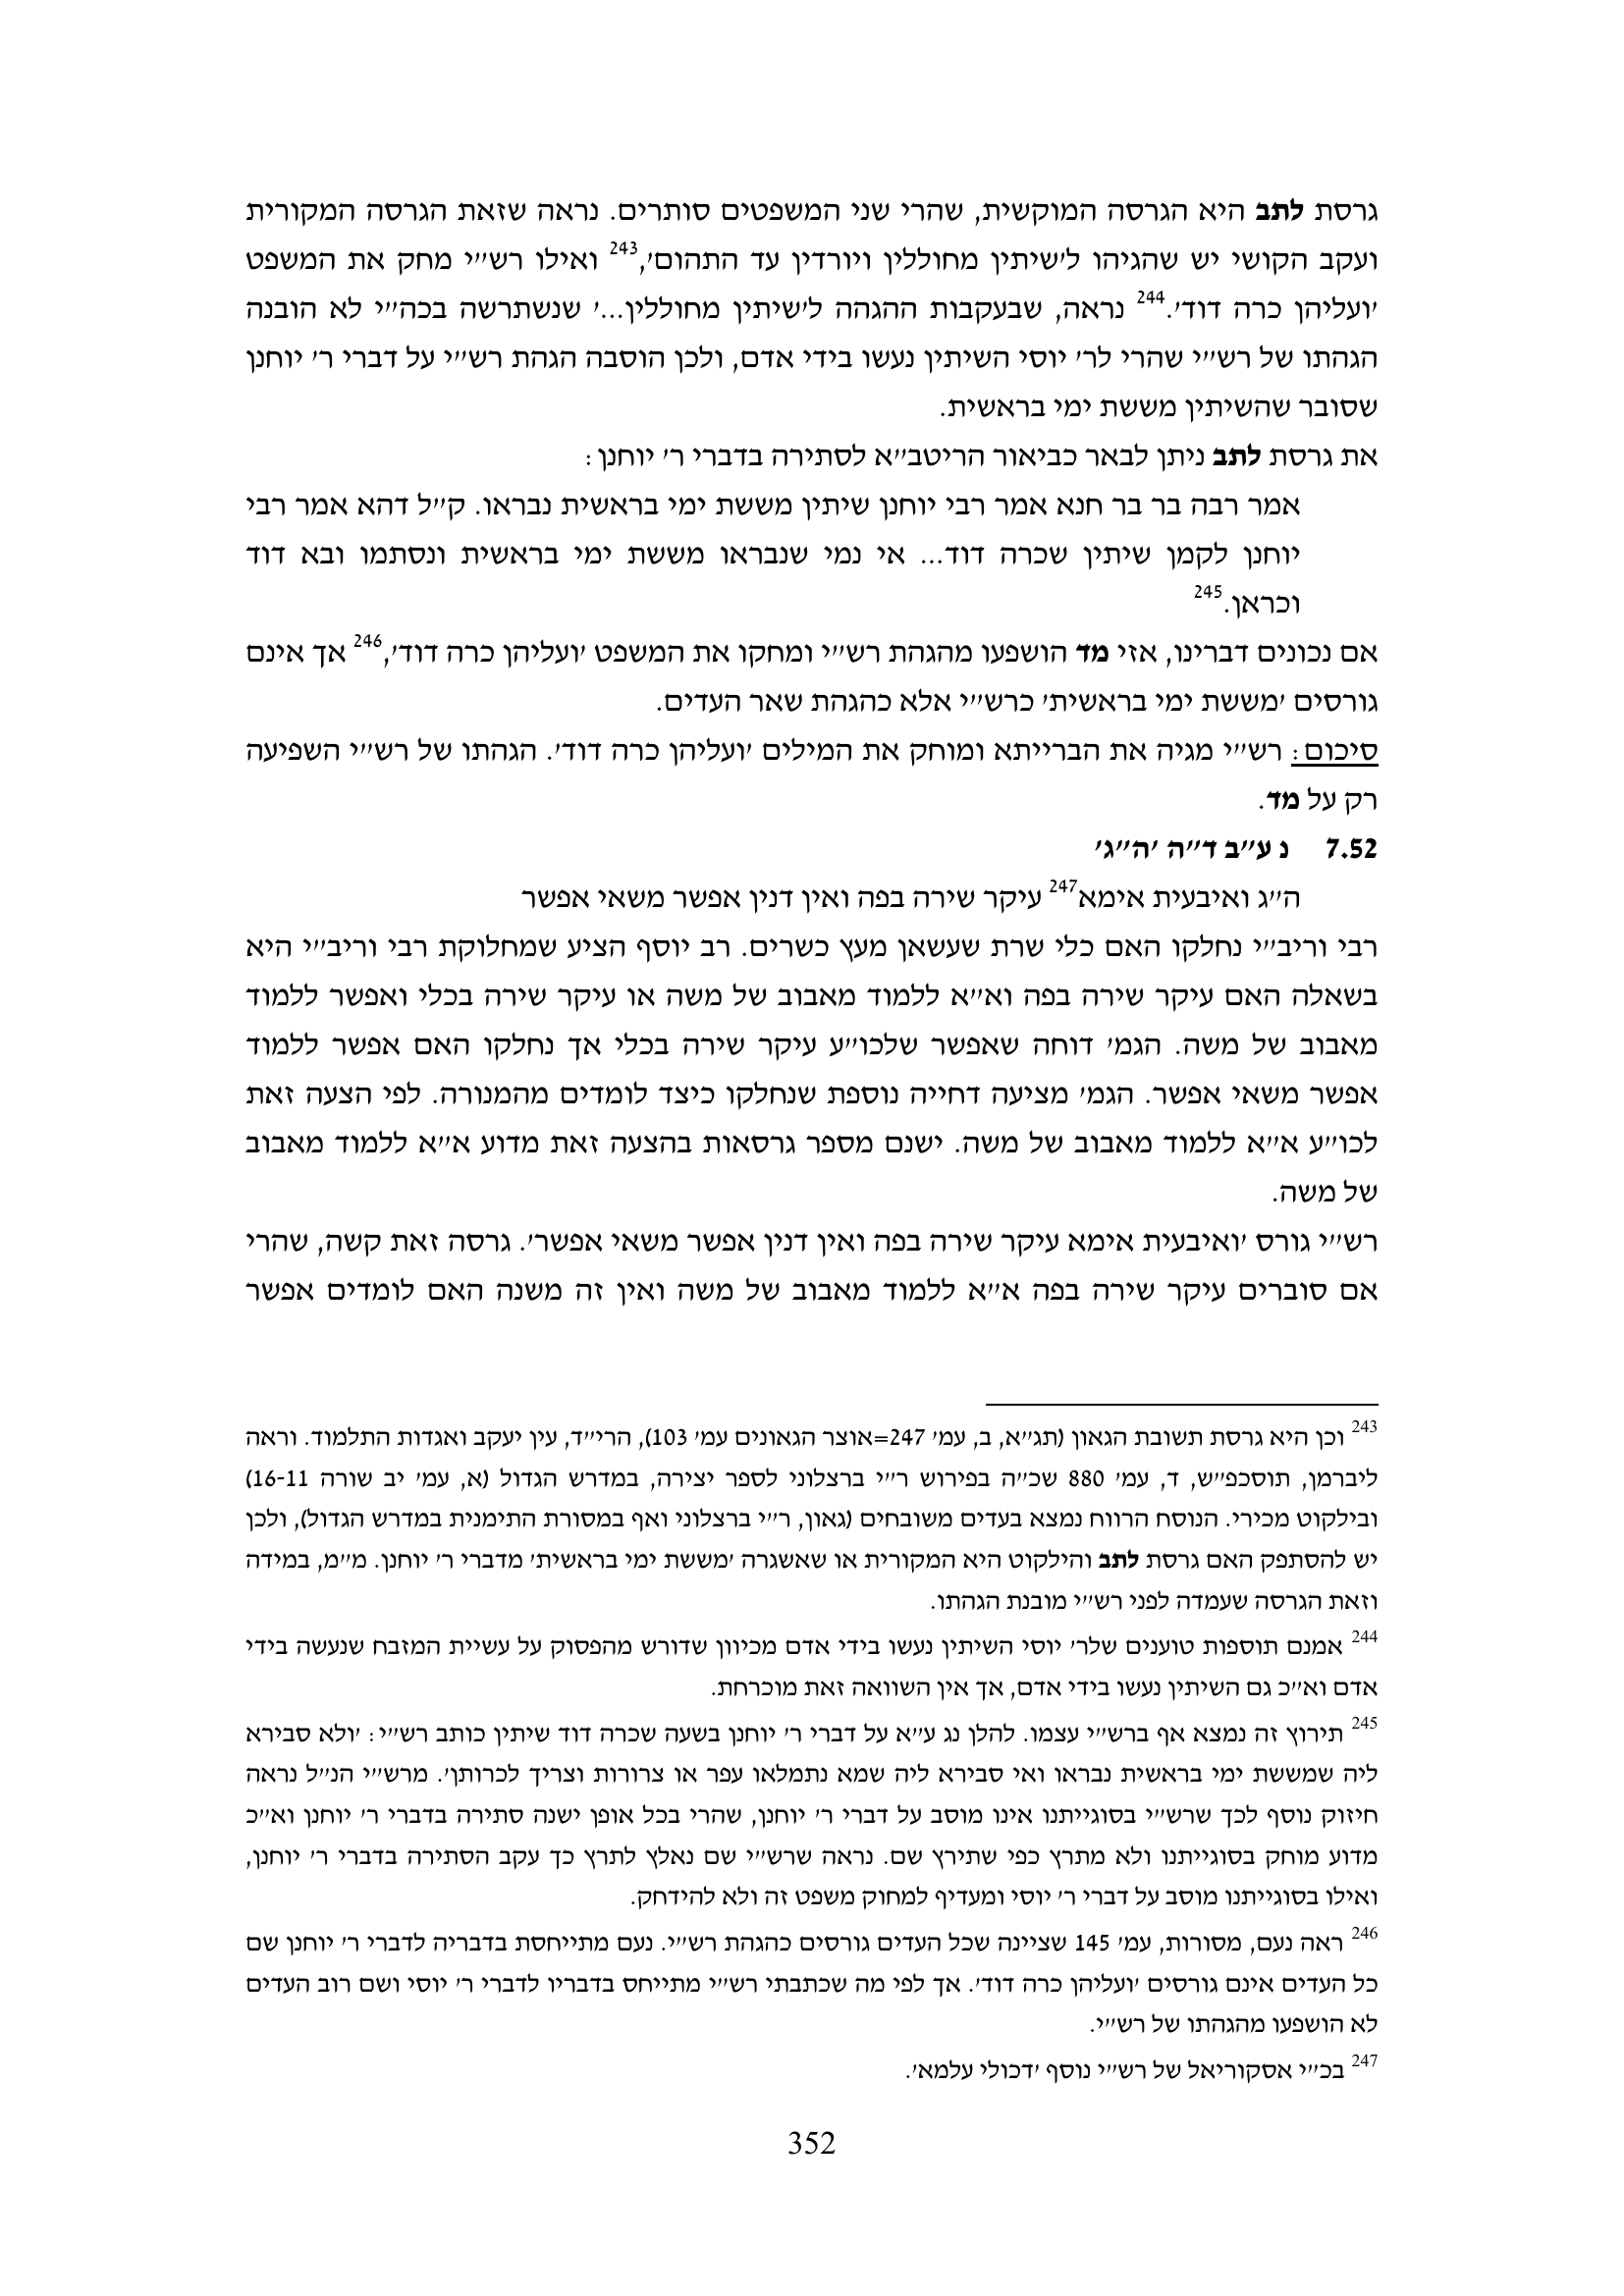 גרסת לתב היא הגרסה המוקשית, שהרי שני המשפטים סותרים. נראה שזאת הגרסה המקורית
ועקב הקושי יש שהגיהו ל'שיתין מחוללין ויורדין עד התהום',243 ואילו רש''י מחק את המשפט
'ועליהן כרה דוד'.244 נראה, שבעקבות ההגהה ל'שיתין מחוללין...' שנשתרשה בכה''י לא הובנה
הגהתו של רש''י שהרי לר' יוסי השיתין נעשו בידי אדם, ולכן הוסבה הגהת רש''י על דברי ר' יוחנן
שסובר שהשיתין מששת ימי בראשית.
את גרסת לתב ניתן לבאר כביאור הריטב''א לסתירה בדברי ר' יוחנן:
אמר רבה בר בר חנא אמר רבי יוחנן שיתין מששת ימי בראשית נבראו. ק''ל דהא אמר רבי
יוחנן לקמן שיתין שכרה דוד... אי נמי שנבראו מששת ימי בראשית ונסתמו ובא דוד
וכראן.245
אם נכונים דברינו, אזי מד הושפעו מהגהת רש''י ומחקו את המשפט 'ועליהן כרה דוד',246 אך אינם
גורסים 'מששת ימי בראשית' כרש''י אלא כהגהת שאר העדים.
סיכום: רש''י מגיה את הברייתא ומוחק את המילים 'ועליהן כרה דוד'. הגהתו של רש''י השפיעה
רק על מד.
7.52 נ ע''ב ד''ה 'ה''ג'
ה''ג ואיבעית אימא247 עיקר שירה בפה ואין דנין אפשר משאי אפשר
רבי וריב''י נחלקו האם כלי שרת שעשאן מעץ כשרים. רב יוסף הציע שמחלוקת רבי וריב''י היא
בשאלה האם עיקר שירה בפה וא''א ללמוד מאבוב של משה או עיקר שירה בכלי ואפשר ללמוד
מאבוב של משה. הגמ' דוחה שאפשר שלכו''ע עיקר שירה בכלי אך נחלקו האם אפשר ללמוד
אפשר משאי אפשר. הגמ' מציעה דחייה נוספת שנחלקו כיצד לומדים מהמנורה. לפי הצעה זאת
לכו''ע א''א ללמוד מאבוב של משה. ישנם מספר גרסאות בהצעה זאת מדוע א''א ללמוד מאבוב
של משה.
רש''י גורס 'ואיבעית אימא עיקר שירה בפה ואין דנין אפשר משאי אפשר'. גרסה זאת קשה, שהרי
אם סוברים עיקר שירה בפה א''א ללמוד מאבוב של משה ואין זה משנה האם לומדים אפשר
243 וכן היא גרסת תשובת הגאון (תג''א, ב, עמ' 247=אוצר הגאונים עמ' 103), הרי''ד, עין יעקב ואגדות התלמוד. וראה
ליברמן, תוסכפ''ש, ד, עמ' 880 שכ''ה בפירוש ר''י ברצלוני לספר יצירה, במדרש הגדול (א, עמ' יב שורה 16-11)
ובילקוט מכירי. הנוסח הרווח נמצא בעדים משובחים (גאון, ר''י ברצלוני ואף במסורת התימנית במדרש הגדול), ולכן
יש להסתפק האם גרסת לתב והילקוט היא המקורית או שאשגרה 'מששת ימי בראשית' מדברי ר' יוחנן. מ''מ, במידה
וזאת הגרסה שעמדה לפני רש''י מובנת הגהתו.
244 אמנם תוספות טוענים שלר' יוסי השיתין נעשו בידי אדם מכיוון שדורש מהפסוק על עשיית המזבח שנעשה בידי
אדם וא''כ גם השיתין נעשו בידי אדם, אך אין השוואה זאת מוכרחת.
245 תירוץ זה נמצא אף ברש''י עצמו. להלן נג ע''א על דברי ר' יוחנן בשעה שכרה דוד שיתין כותב רש''י: 'ולא סבירא
ליה שמששת ימי בראשית נבראו ואי סבירא ליה שמא נתמלאו עפר או צרורות וצריך לכרותן'. מרש''י הנ''ל נראה
חיזוק נוסף לכך שרש''י בסוגייתנו אינו מוסב על דברי ר' יוחנן, שהרי בכל אופן ישנה סתירה בדברי ר' יוחנן וא''כ
מדוע מוחק בסוגייתנו ולא מתרץ כפי שתירץ שם. נראה שרש''י שם נאלץ לתרץ כך עקב הסתירה בדברי ר' יוחנן,
ואילו בסוגייתנו מוסב על דברי ר' יוסי ומעדיף למחוק משפט זה ולא להידחק.
246 ראה נעם, מסורות, עמ' 145 שציינה שכל העדים גורסים כהגהת רש''י. נעם מתייחסת בדבריה לדברי ר' יוחנן שם
כל העדים אינם גורסים 'ועליהן כרה דוד'. אך לפי מה שכתבתי רש''י מתייחס בדבריו לדברי ר' יוסי ושם רוב העדים
לא הושפעו מהגהתו של רש''י.
247 בכ''י אסקוריאל של רש''י נוסף 'דכולי עלמא'.
352